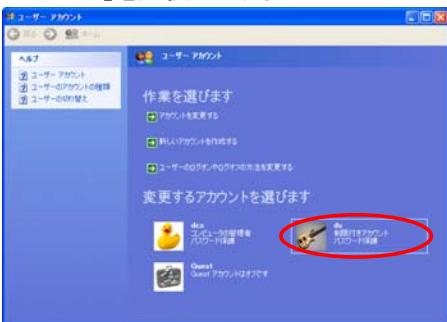 ユーザー アカウント
戻る
ホーム
ヘルプ
ユーザー アカウント
ユーザーのアカウントの種類
ユーザーの切り替え
ユーザー アカウント
作業を選びます
アカウントを変更する
新しいアカウントを作成する
ユーザーのログオンやログオフの方法を変更する
変更するアカウントを選びます
dca
コンピュータの管理者
パスワード保護
du
制限付きアカウント
パスワード保護
Guest
Guest アカウントはオフです